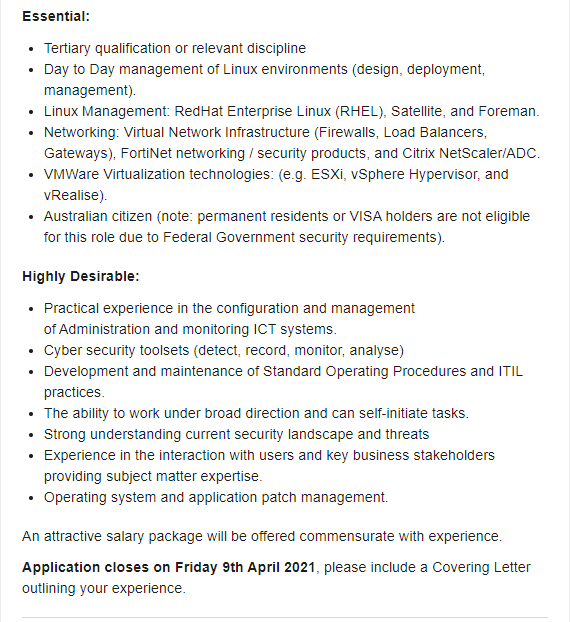 Essential:
• Tertiary qualification or relevant discipline
• Day to Day management of Linux environments (design, deployment,
management).
• Linux Management: RedHat Enterprise Linux (RHEL), Satellite, and Foreman.
• Networking: Virtual Network Infrastructure (Firewalls, Load Balancers,
Gateways), FortiNet networking / security products, and Citrix NetScaler/ADC.
• VMWare Virtualization technologies: (e.g. ESXi, vSphere Hypervisor, and
vRealise).
• Australian citizen (note: permanent residents or VISA holders are not eligible
for this role due to Federal Government security requirements).
Highly Desirable:
• Practical experience in the configuration and management
of Administration and monitoring ICT systems.
• Cyber security toolsets (detect, record, monitor, analyse)
• Development and maintenance of Standard Operating Procedures and ITIL
practices.
• The ability to work under broad direction and can self-initiate tasks.
• Strong understanding current security landscape and threats
• Experience in the interaction with users and key business stakeholders
providing subject matter expertise.
• Operating system and application patch management.
An attractive salary package will be offered commensurate with experience.
Application closes on Friday 9th April 2021, please include a Covering Letter
outlining your experience.